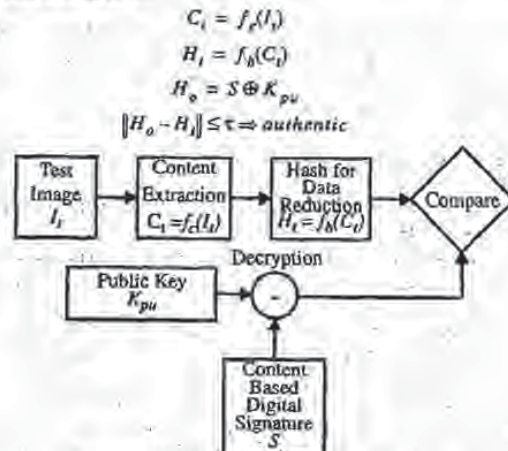 C_t = f_c(I_t)
H_t = f_h(C_t)
H_o = S ⊕ K_pu
‖H_o - H_t‖ ≤ τ ⇒ authentic
Test
Image
I_t
Content
Extraction
C_t=f_c(I_t)
Hash for
Data
Reduction
H_t=f_h(C_t)
Compare
Decryption
Public Key
K_pu
-
Content
Based
Digital
Signature
S